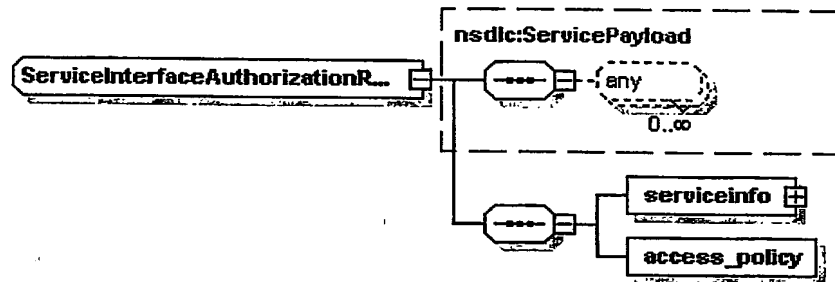 nsdlc:ServicePayload
ServiceInterfaceAuthorizationR...
any
0..∞
serviceinfo
access_policy